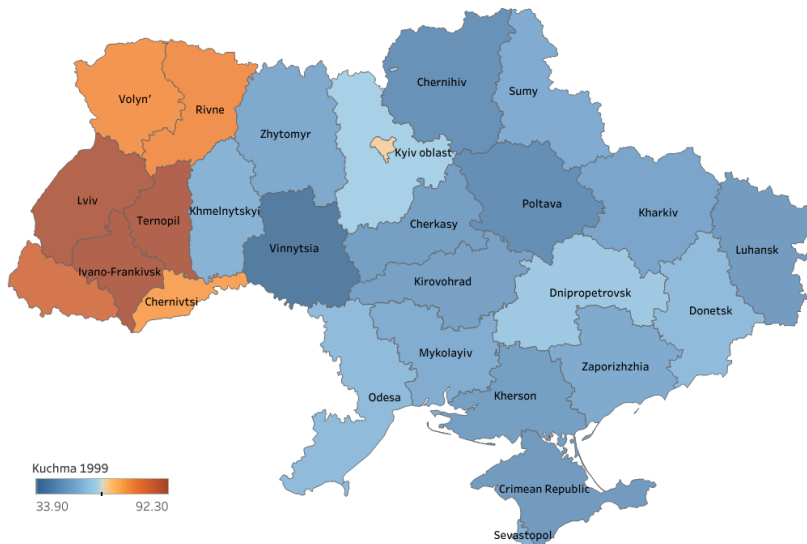 Chernihiv
Sumy
Volyn'
Rivne
Zhytomyr
Kyiv oblast
Lviv
Ternopil
Khmelnytskyi
Cherkasy
Poltava
Kharkiv
Vinnytsia
Luhansk
Ivano-Frankivsk
Kirovohrad
Chernivtsi
Dnipropetrovsk
Donetsk
Mykolayiv
Zaporizhzhia
Odesa
Kherson
Kuchma 1999
33.90 92.30
Crimean Republic
Sevastopol